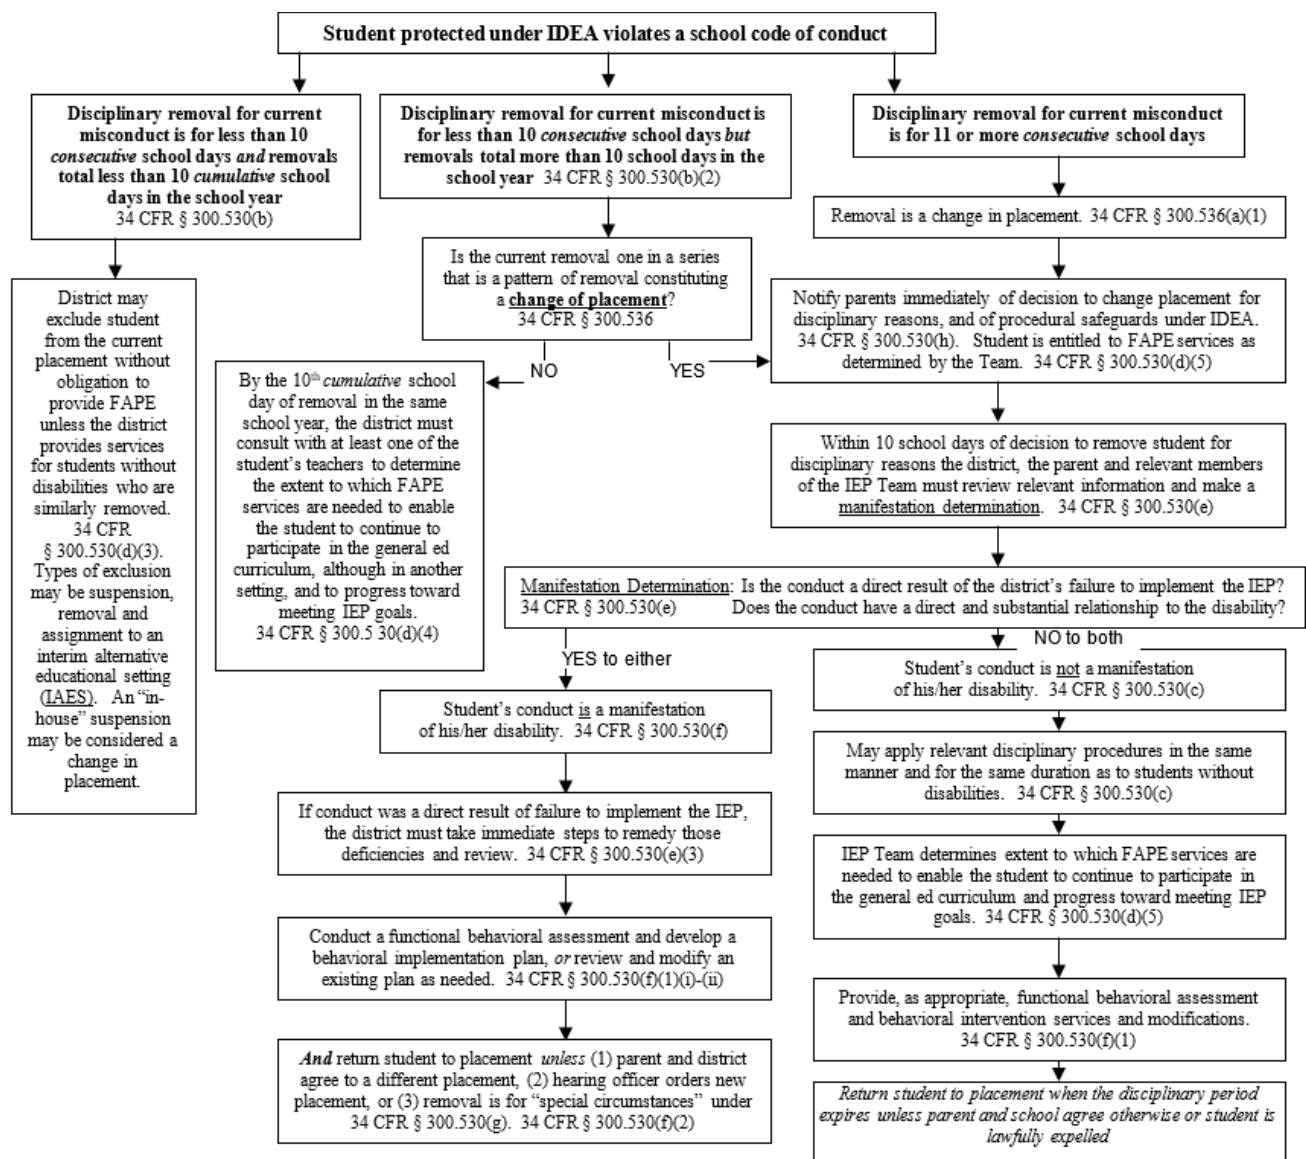 Student protected under IDEA violates a school code of conduct
Disciplinary removal for current
misconduct is for less than 10
consecutive school days and removals
total less than 10 cumulative school
days in the school year
34 CFR § 300.530(b)
Disciplinary removal for current misconduct is
for less than 10 consecutive school days but
removals total more than 10 school days in the
school year 34 CFR § 300.530(b)(2)
Disciplinary removal for current misconduct
is for 11 or more consecutive school days
Removal is a change in placement. 34 CFR § 300.536(a)(1)
Is the current removal one in a series
that is a pattern of removal constituting
a change of placement?
34 CFR § 300.536
NO
YES
District may
exclude student
from the current
placement without
obligation to
provide FAPE
unless the district
provides services
for students without
disabilities who are
similarly removed.
34 CFR
§ 300.530(d)(3).
Types of exclusion
may be suspension,
removal and
assignment to an
interim alternative
educational setting
(IAES). An “in-
house” suspension
may be considered a
change in
placement.
By the 10th cumulative school
day of removal in the same
school year, the district must
consult with at least one of the
student’s teachers to determine
the extent to which FAPE
services are needed to enable
the student to continue to
participate in the general ed
curriculum, although in another
setting, and to progress toward
meeting IEP goals.
34 CFR § 300.5 30(d)(4)
Notify parents immediately of decision to change placement for
disciplinary reasons, and of procedural safeguards under IDEA.
34 CFR § 300.530(h). Student is entitled to FAPE services as
determined by the Team. 34 CFR § 300.530(d)(5)
Within 10 school days of decision to remove student for
disciplinary reasons the district, the parent and relevant members
of the IEP Team must review relevant information and make a
manifestation determination. 34 CFR § 300.530(e)
Manifestation Determination: Is the conduct a direct result of the district’s failure to implement the IEP?
34 CFR § 300.530(e) Does the conduct have a direct and substantial relationship to the disability?
YES to either
NO to both
Student’s conduct is a manifestation
of his/her disability. 34 CFR § 300.530(f)
If conduct was a direct result of failure to implement the IEP,
the district must take immediate steps to remedy those
deficiencies and review. 34 CFR § 300.530(e)(3)
Conduct a functional behavioral assessment and develop a
behavioral implementation plan, or review and modify an
existing plan as needed. 34 CFR § 300.530(f)(1)(i)-(ii)
And return student to placement unless (1) parent and district
agree to a different placement, (2) hearing officer orders new
placement, or (3) removal is for “special circumstances” under
34 CFR § 300.530(g). 34 CFR § 300.530(f)(2)
Student’s conduct is not a manifestation
of his/her disability. 34 CFR § 300.530(c)
May apply relevant disciplinary procedures in the same
manner and for the same duration as to students without
disabilities. 34 CFR § 300.530(c)
IEP Team determines extent to which FAPE services are
needed to enable the student to continue to participate in
the general ed curriculum and progress toward meeting IEP
goals. 34 CFR § 300.530(d)(5)
Provide, as appropriate, functional behavioral assessment
and behavioral intervention services and modifications.
34 CFR § 300.530(f)(1)
Return student to placement when the disciplinary period
expires unless parent and school agree otherwise or student is
lawfully expelled